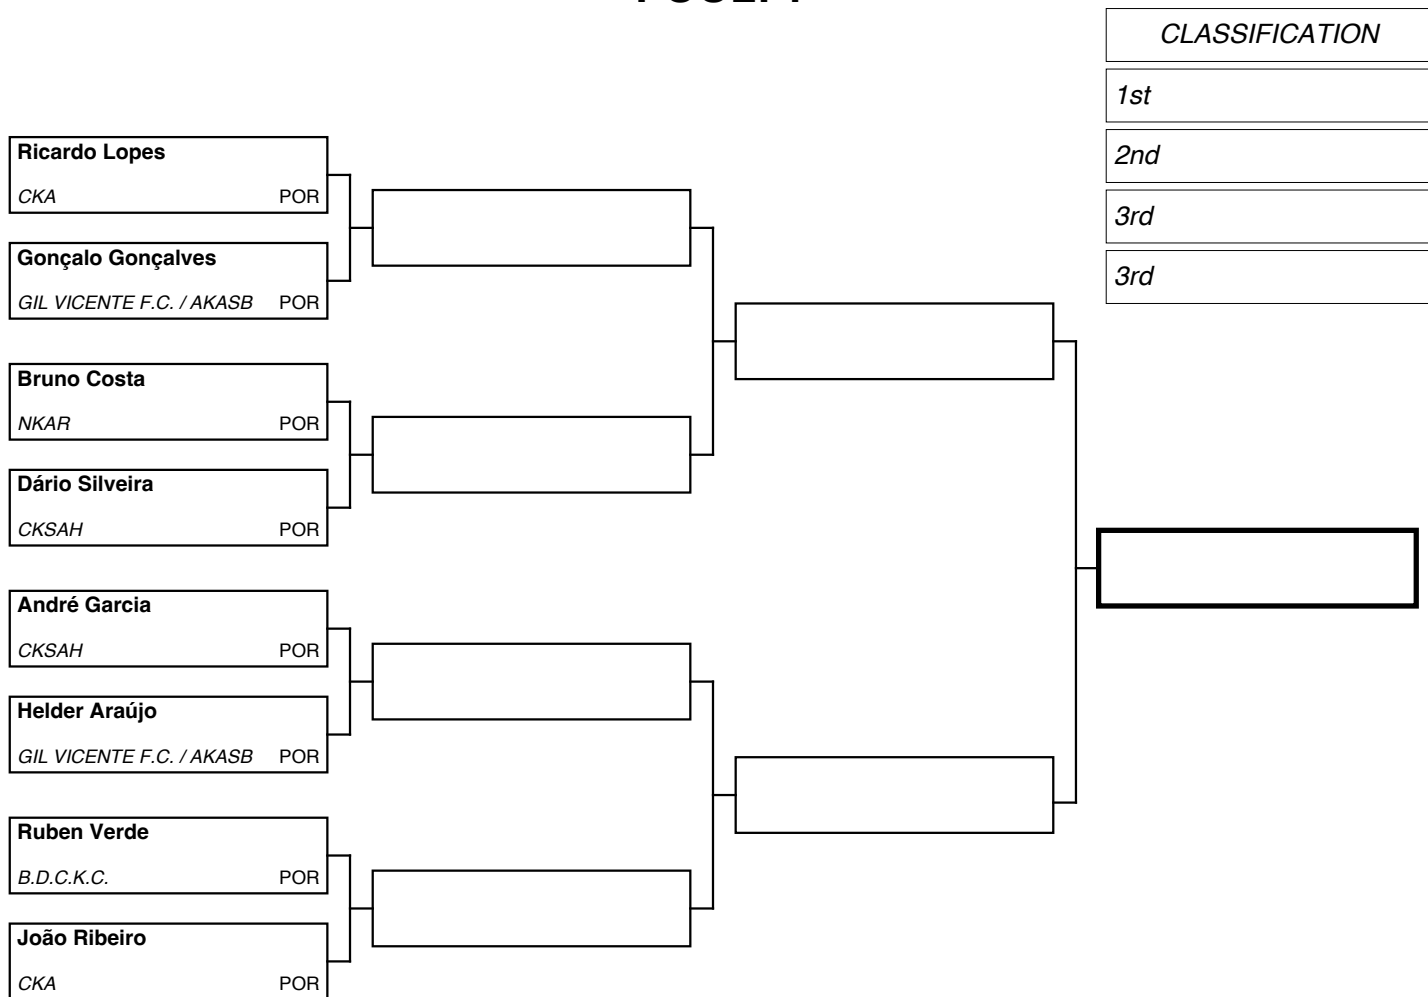 CLASSIFICATION
1st
2nd
3rd
3rd
Ricardo Lopes
CKA POR
Gonçalo Gonçalves
GIL VICENTE F.C. / AKASB POR
Bruno Costa
NKAR POR
Dário Silveira
CKSAH POR
André Garcia
CKSAH POR
Helder Araújo
GIL VICENTE F.C. / AKASB POR
Ruben Verde
B.D.C.K.C. POR
João Ribeiro
CKA POR